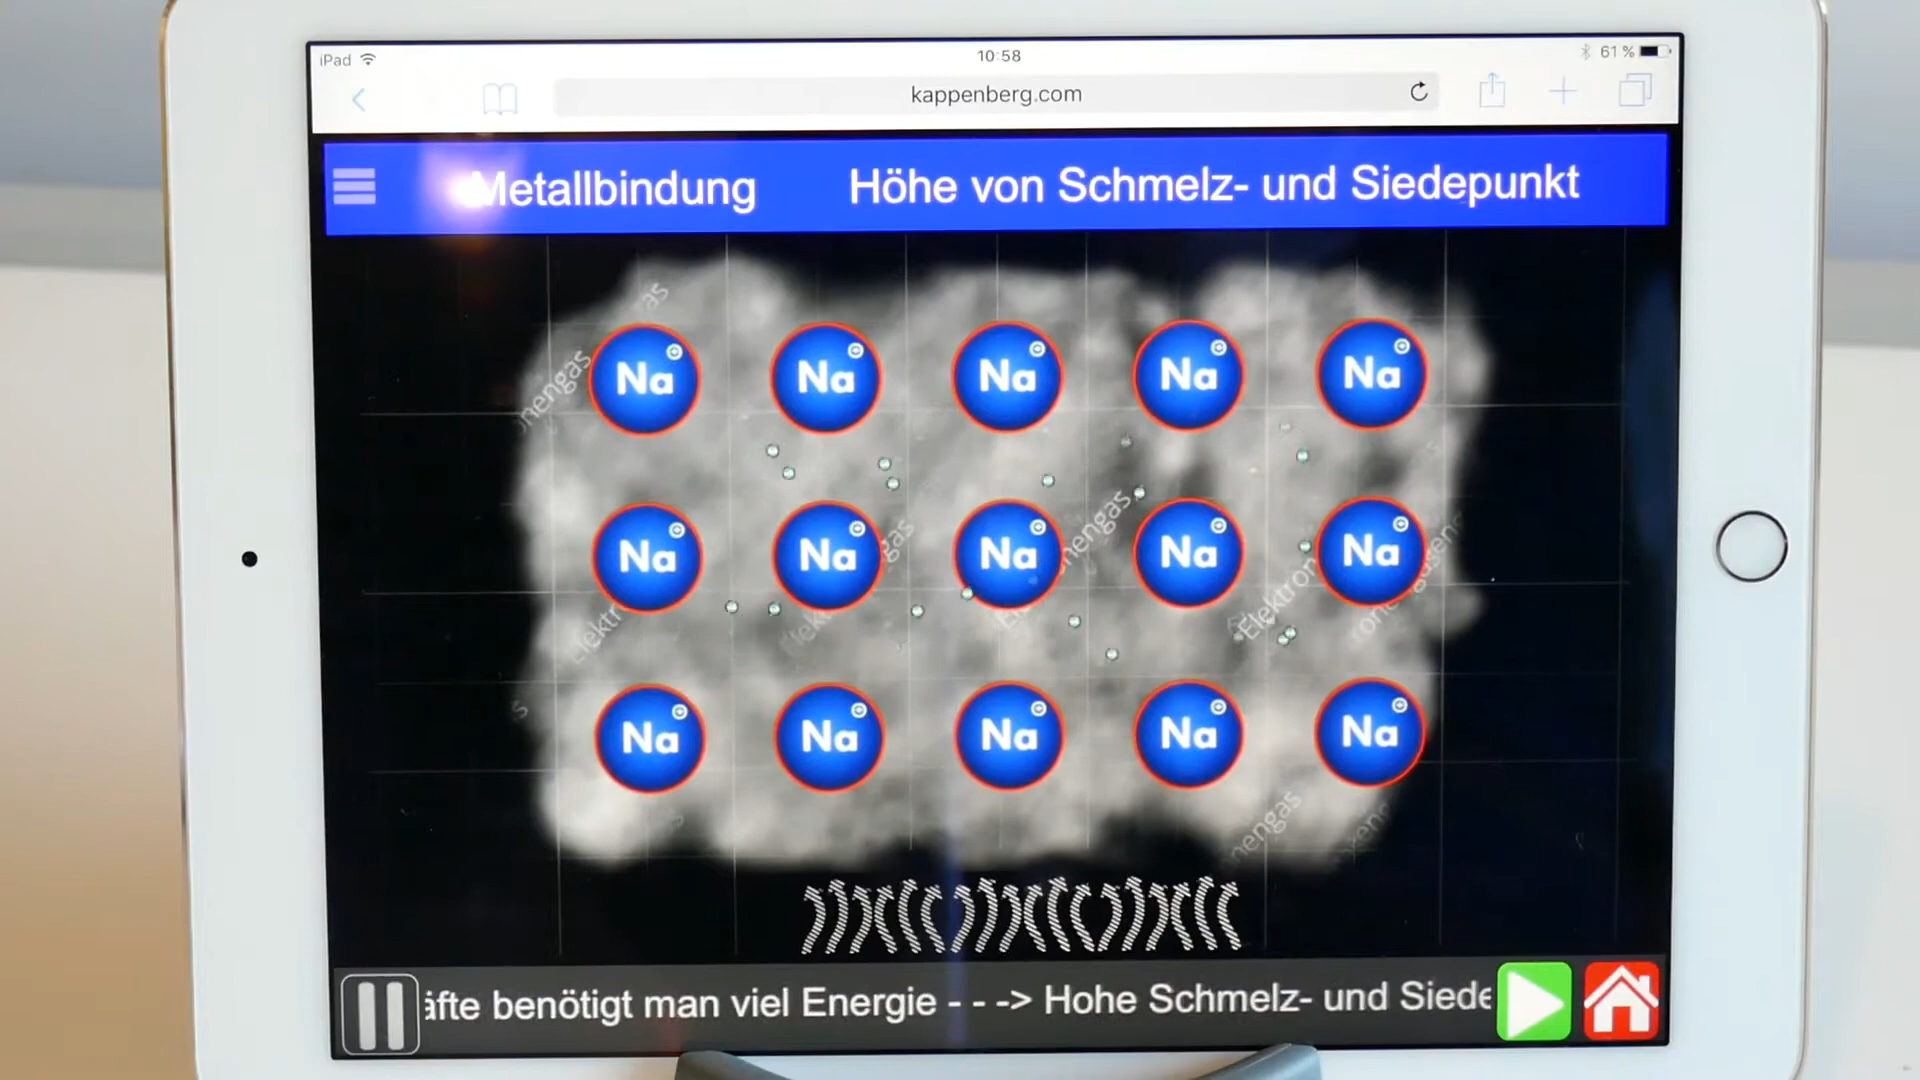 iPad
10:58
61 %
kappenberg.com
Metallbindung
Höhe von Schmelz- und Siedepunkt
Na Na Na Na Na
Na Na Na Na Na
Na Na Na Na Na
äfte benötigt man viel Energie - - -> Hohe Schmelz- und Siede